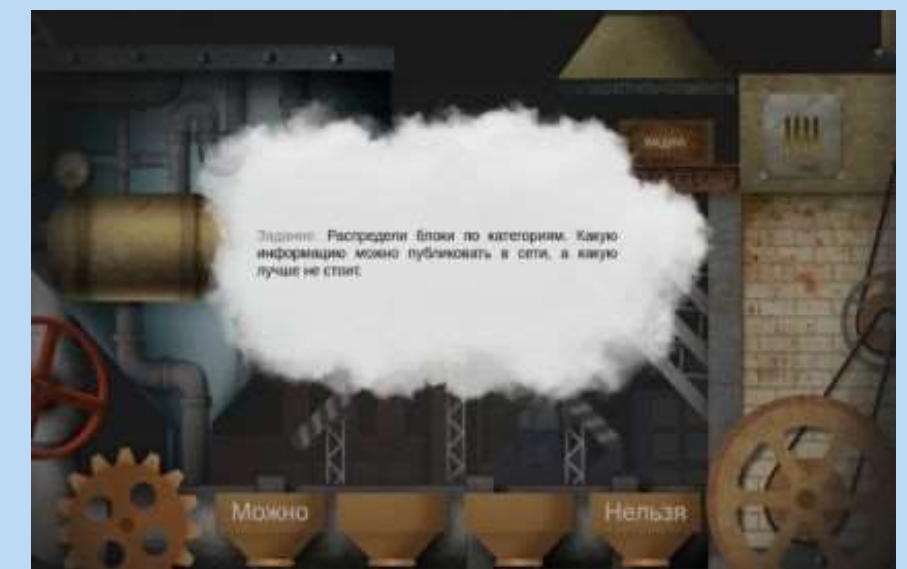 Задание: Распредели блоки по категориям. Какую
информацию можно публиковать в сети, а какую
лучше не стоит.
Можно
Нельзя